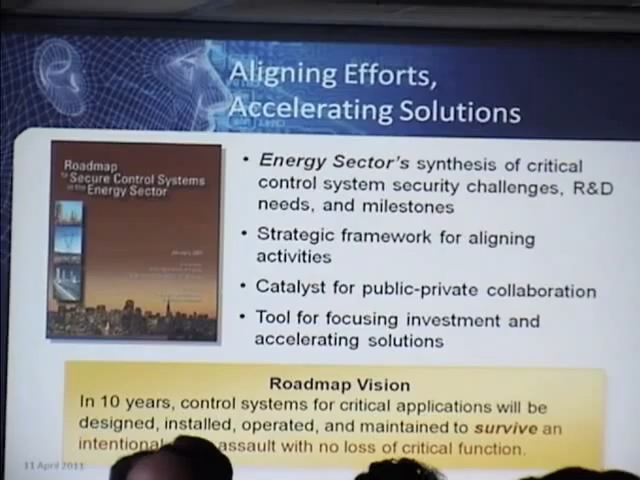 Aligning Efforts,
Accelerating Solutions
Roadmap
to Secure Control Systems
in the Energy Sector
• Energy Sector's synthesis of critical
control system security challenges, R&D
needs, and milestones
• Strategic framework for aligning
activities
• Catalyst for public-private collaboration
• Tool for focusing investment and
accelerating solutions
Roadmap Vision
In 10 years, control systems for critical applications will be
designed, installed, operated, and maintained to survive an
intentional assault with no loss of critical function.
11 April 2011